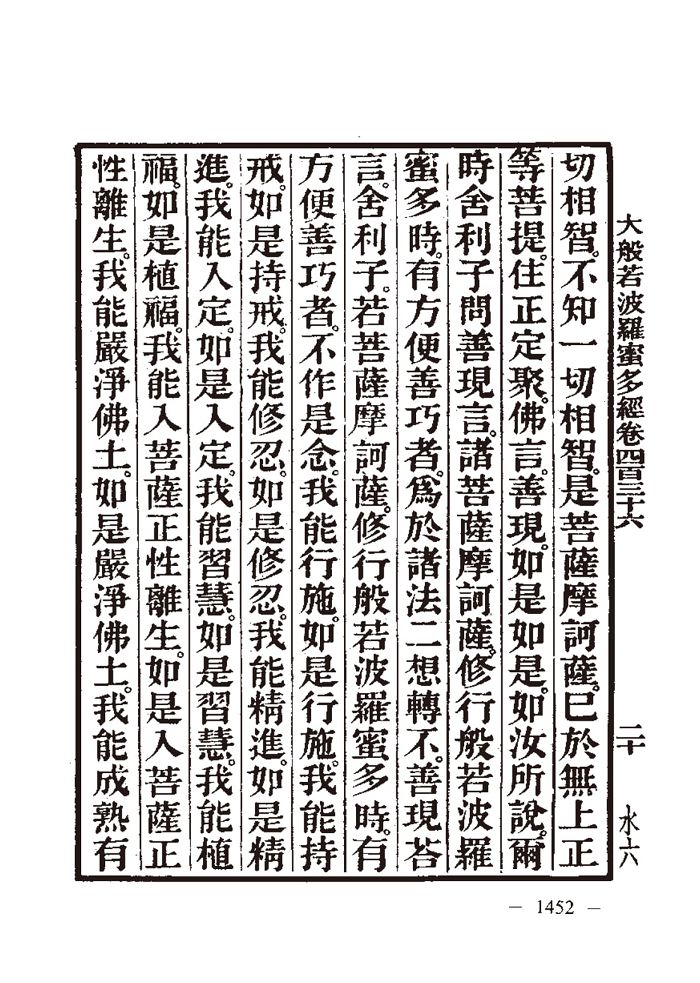 大般若波羅蜜多經卷四百三十六　二十　水六
切相智。不知一切相智。是菩薩摩訶薩。已於無上正
等菩提。住正定聚。佛言。善現。如是如是。如汝所說。爾
時舍利子問善現言。諸菩薩摩訶薩。修行般若波羅
蜜多時。有方便善巧者。為於諸法二想轉不。善現荅
言。舍利子。若菩薩摩訶薩。修行般若波羅蜜多時。有
方便善巧者。不作是念。我能行施。如是行施。我能持
戒。如是持戒。我能修忍。如是修忍。我能精進。如是精
進。我能入定。如是入定。我能習慧。如是習慧。我能植
福。如是植福。我能入菩薩正性離生。如是入菩薩正
性離生。我能嚴淨佛土。如是嚴淨佛土。我能成熟有
— 1452 —